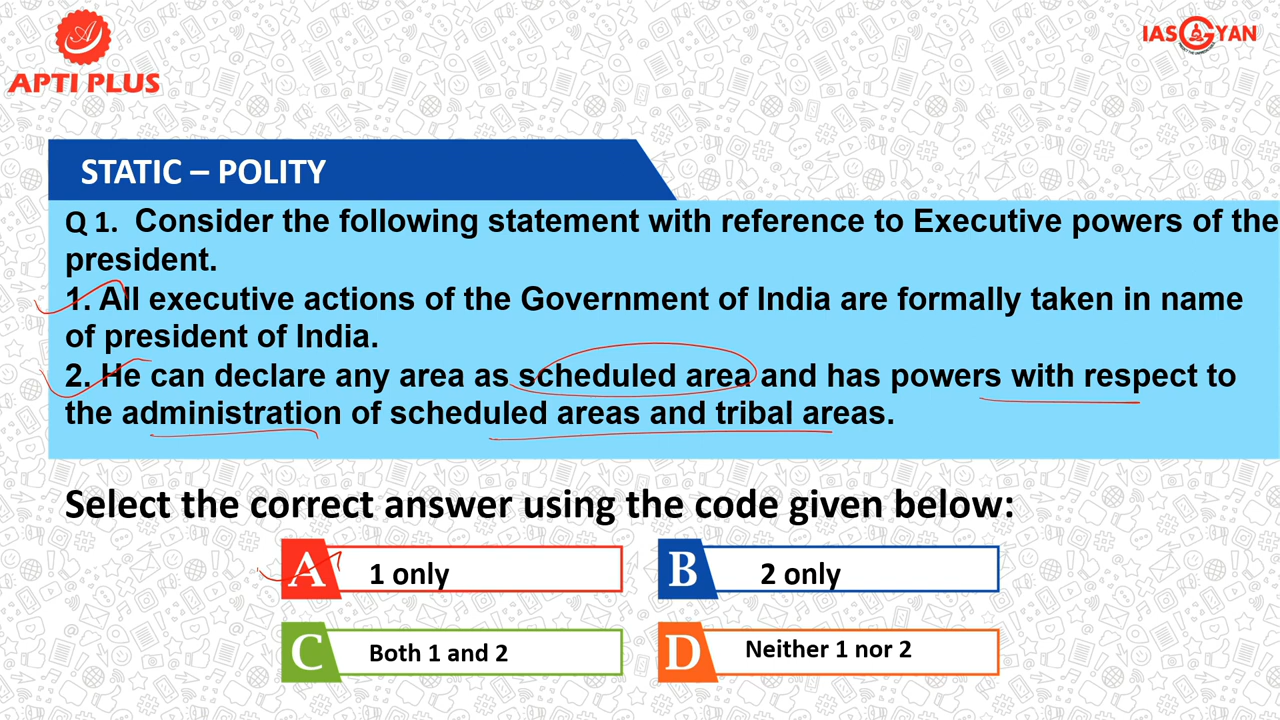 APTI PLUS
IAS GYAN
STATIC – POLITY
Q 1. Consider the following statement with reference to Executive powers of the
president.
1. All executive actions of the Government of India are formally taken in name
of president of India.
2. He can declare any area as scheduled area and has powers with respect to
the administration of scheduled areas and tribal areas.
Select the correct answer using the code given below:
A 1 only
B 2 only
C Both 1 and 2
D Neither 1 nor 2